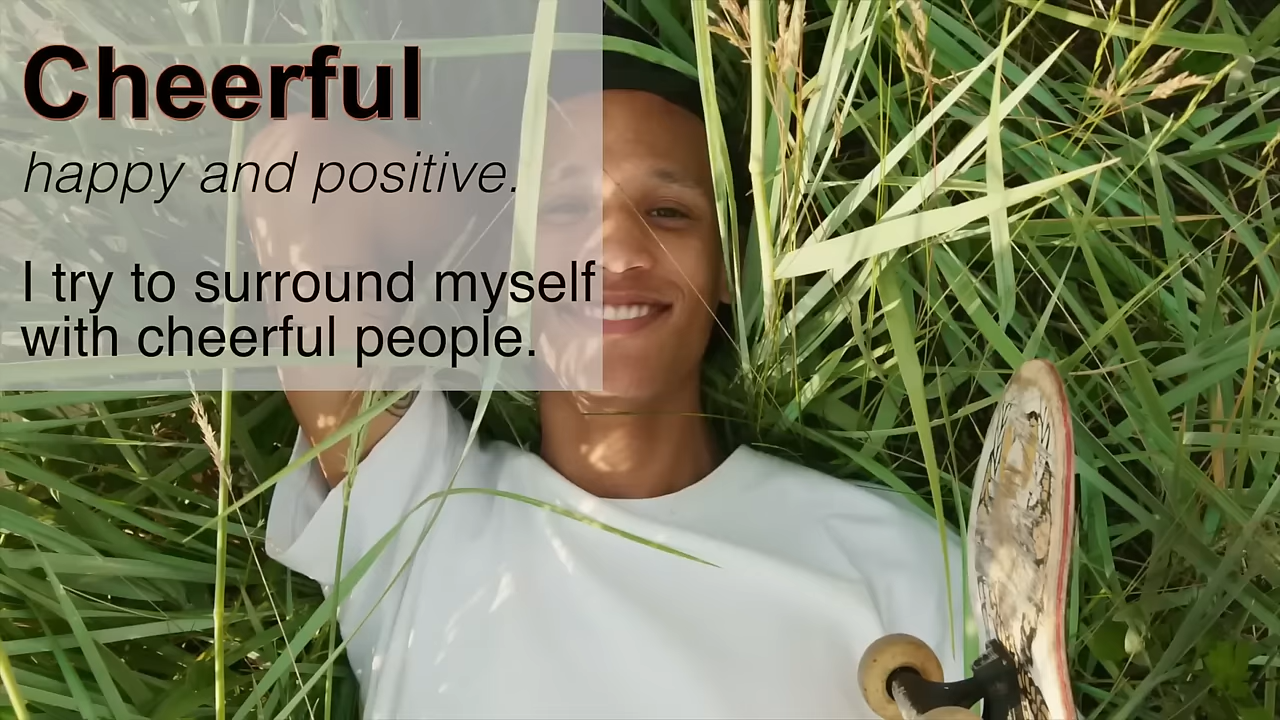 Cheerful
happy and positive.
I try to surround myself
with cheerful people.